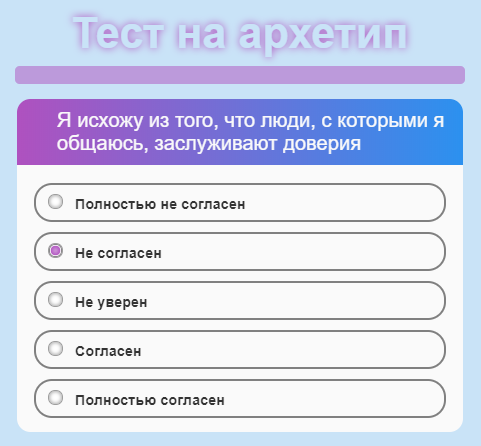 Тест на архетип
Я исхожу из того, что люди, с которыми я
общаюсь, заслуживают доверия
Полностью не согласен
Не согласен
Не уверен
Согласен
Полностью согласен